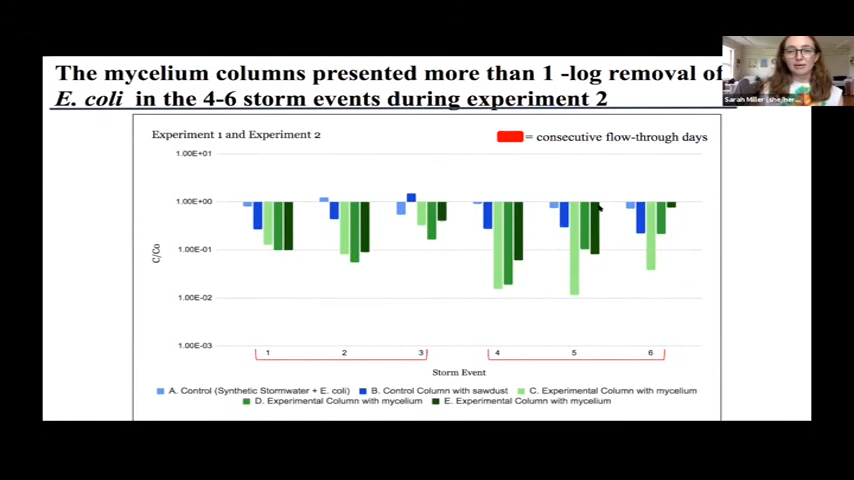 The mycelium columns presented more than 1 -log removal of
E. coli in the 4-6 storm events during experiment 2
Sarah Miller (she/her...
Experiment 1 and Experiment 2
= consecutive flow-through days
1.00E+01
1.00E+00
1.00E-01
1.00E-02
1.00E-03
C/Co
1 2 3 4 5 6
Storm Event
A. Control (Synthetic Stormwater + E. coli) B. Control Column with sawdust C. Experimental Column with mycelium
D. Experimental Column with mycelium E. Experimental Column with mycelium